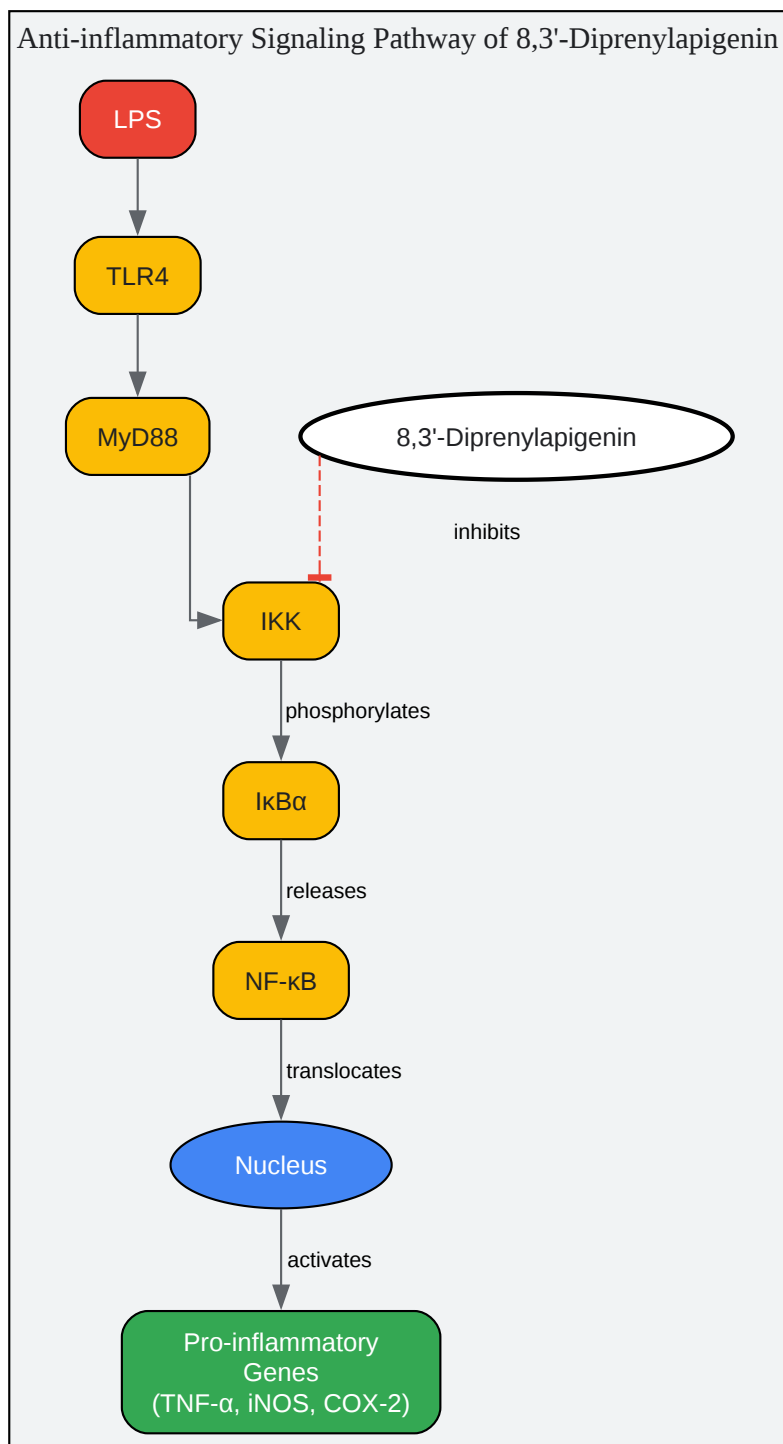 Anti-inflammatory Signaling Pathway of 8,3'-Diprenylapigenin
LPS
TLR4
MyD88
8,3'-Diprenylapigenin
inhibits
IKK
phosphorylates
IκBα
releases
NF-κB
translocates
Nucleus
activates
Pro-inflammatory
Genes
(TNF-α, iNOS, COX-2)